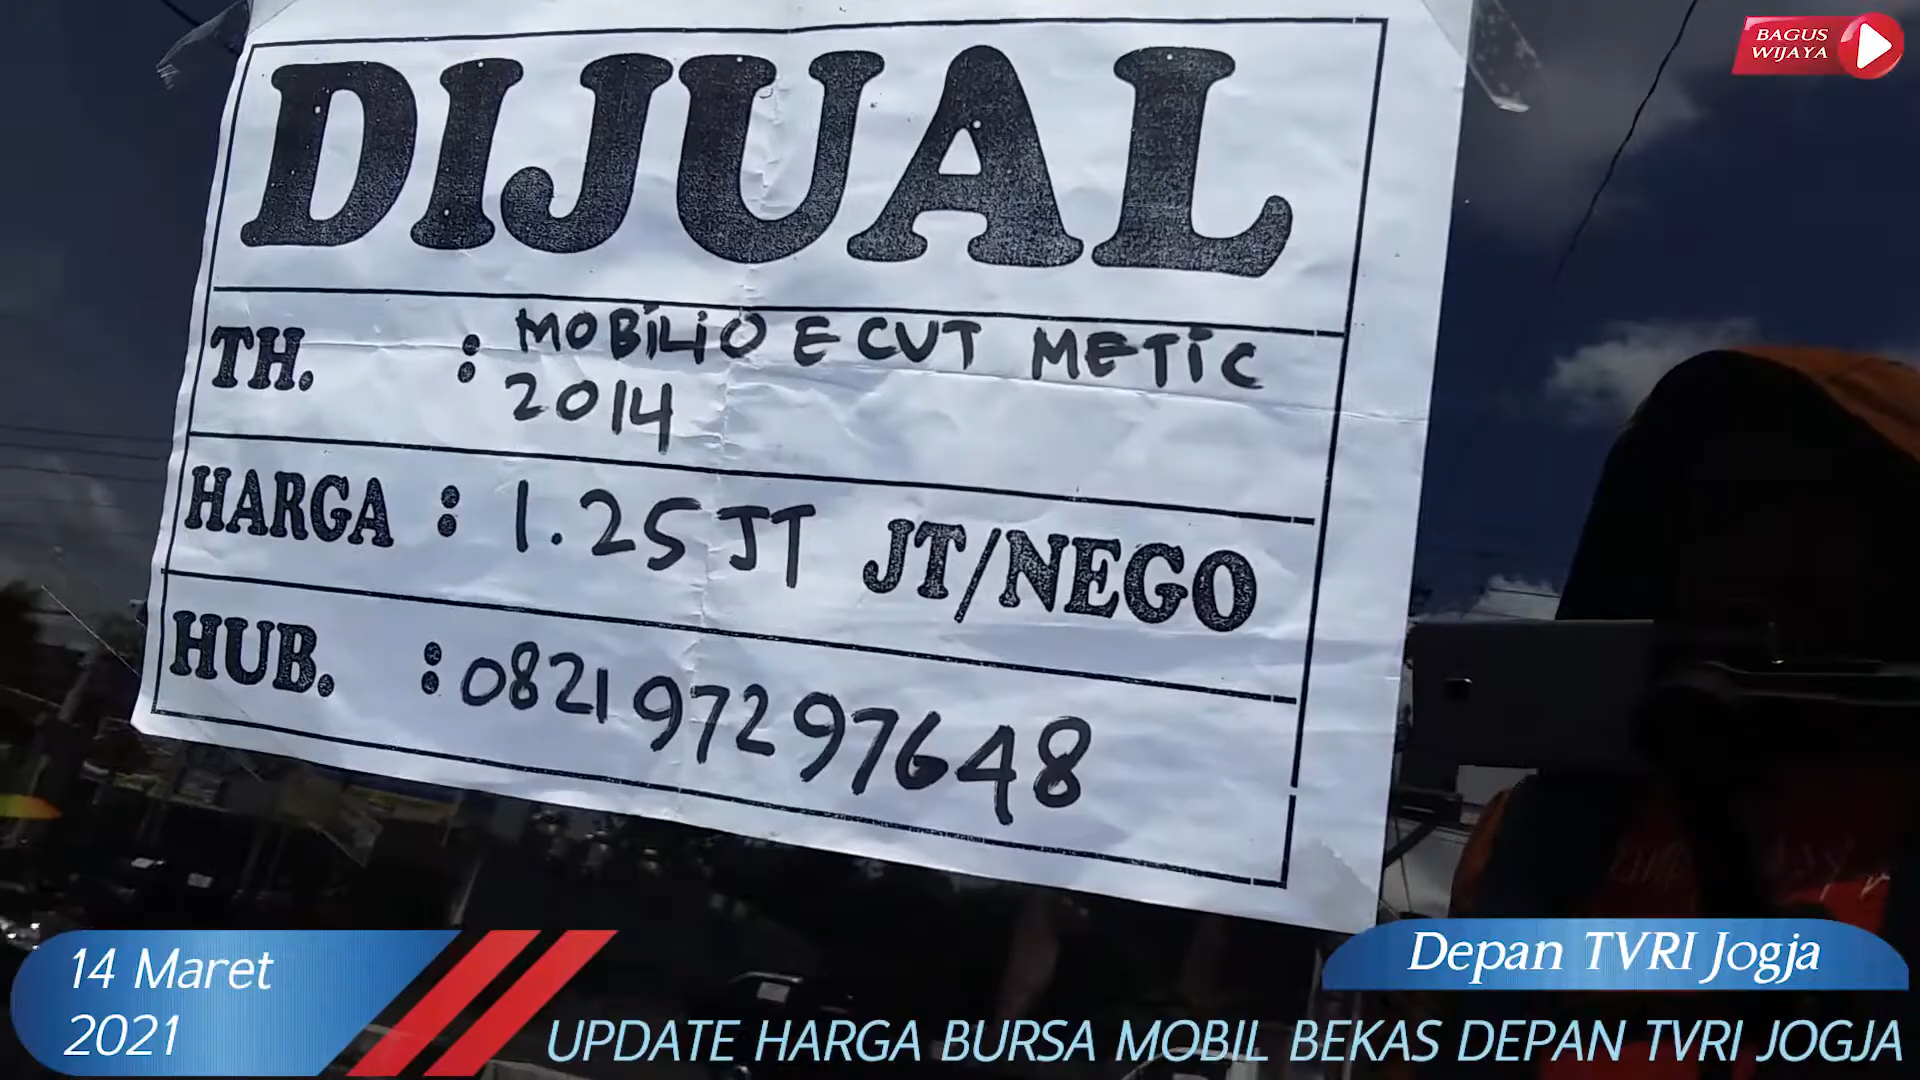 BAGUS
WIJAYA
DIJUAL
TH. : MOBILIO E CVT METIC
2014
HARGA : 1.25 JT JT/NEGO
HUB. : 082197297648
14 Maret
2021
Depan TVRI Jogja
UPDATE HARGA BURSA MOBIL BEKAS DEPAN TVRI JOGJA